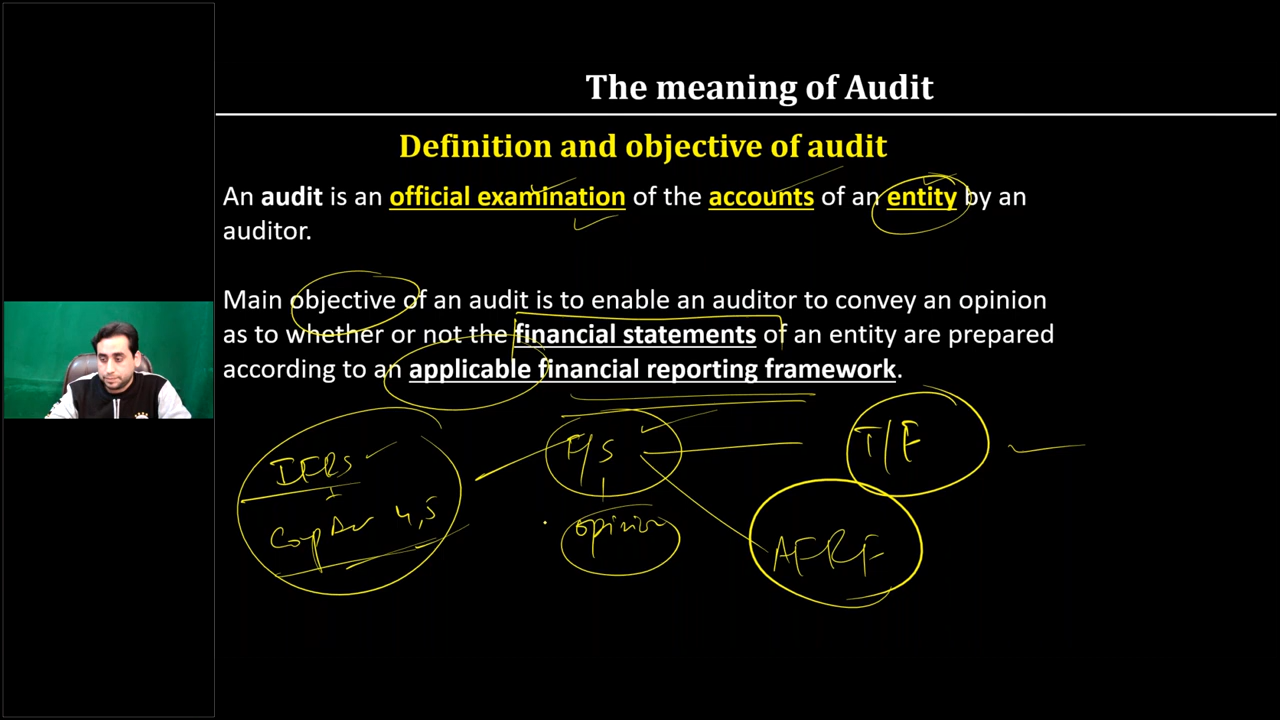 The meaning of Audit
Definition and objective of audit
An audit is an official examination of the accounts of an entity by an
auditor.
Main objective of an audit is to enable an auditor to convey an opinion
as to whether or not the financial statements of an entity are prepared
according to an applicable financial reporting framework.
IFRS
F/S
T/F
4,5
opinion
AFRF